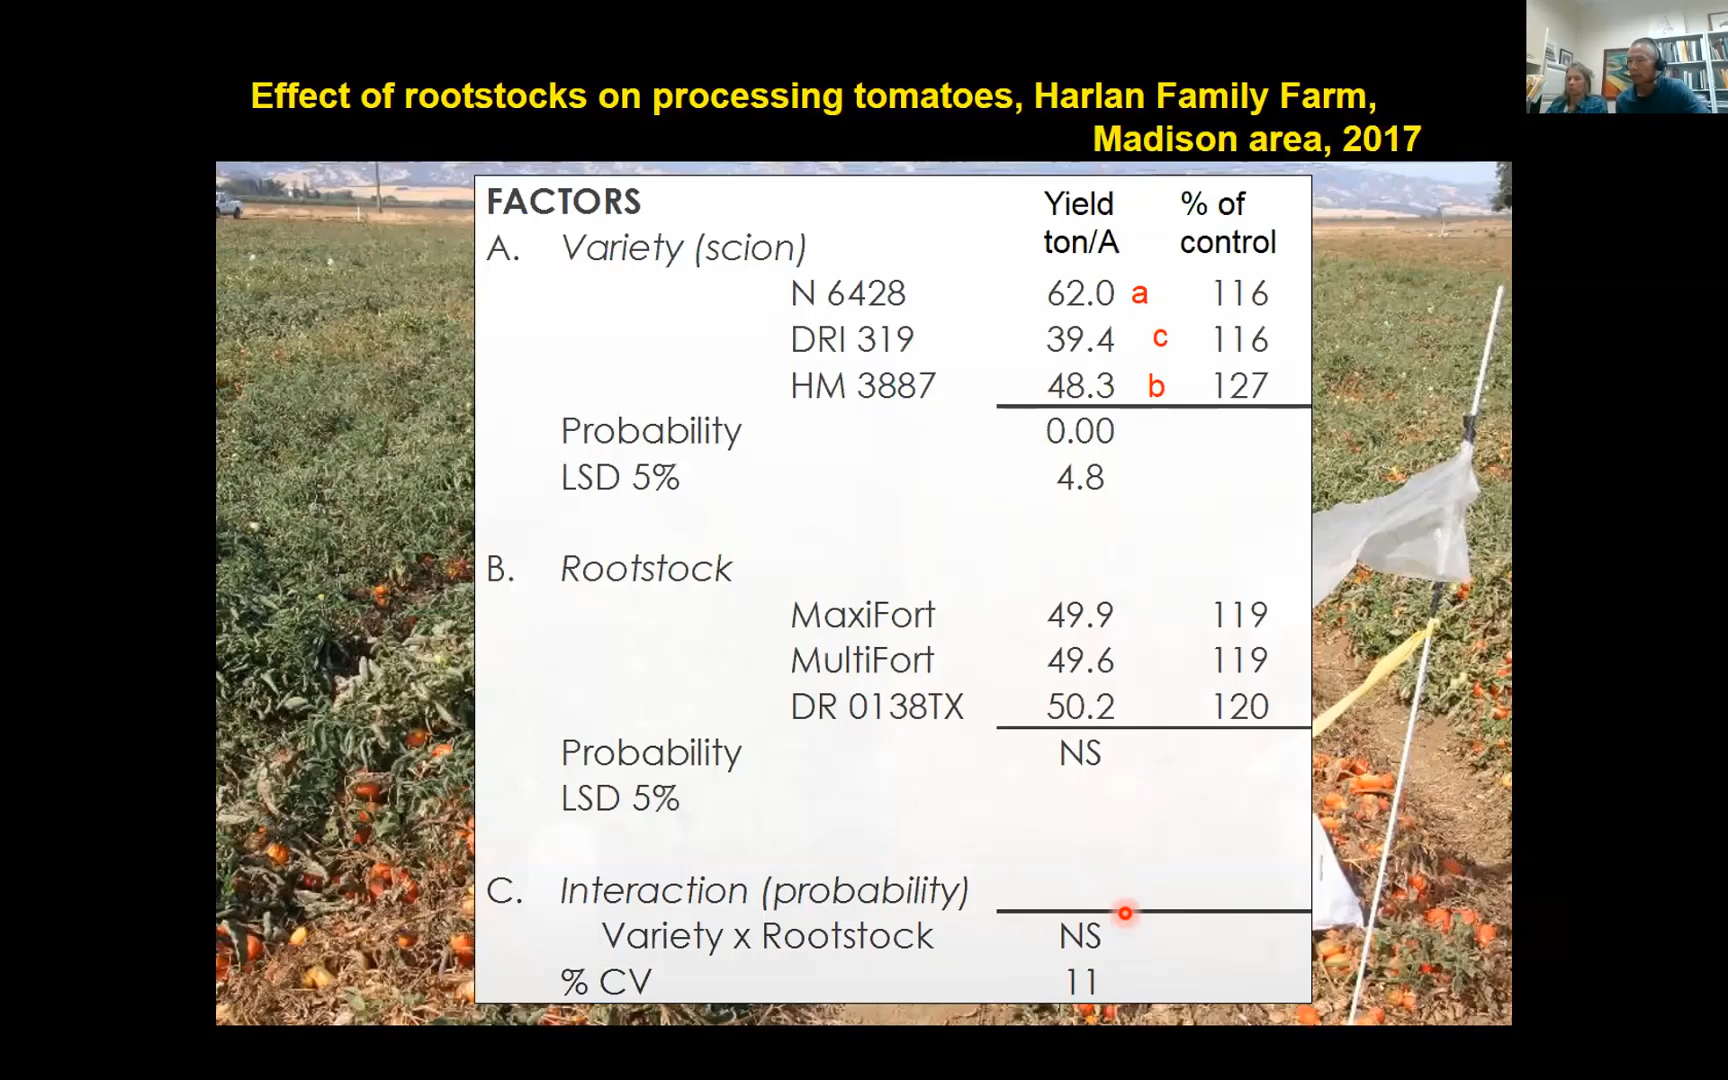 Effect of rootstocks on processing tomatoes, Harlan Family Farm,
Madison area, 2017
FACTORS Yield % of
A. Variety (scion) ton/A control
N 6428 62.0 a 116
DRI 319 39.4 c 116
HM 3887 48.3 b 127
Probability 0.00
LSD 5% 4.8
B. Rootstock
MaxiFort 49.9 119
MultiFort 49.6 119
DR 0138TX 50.2 120
Probability NS
LSD 5%
C. Interaction (probability)
Variety x Rootstock NS
% CV 11